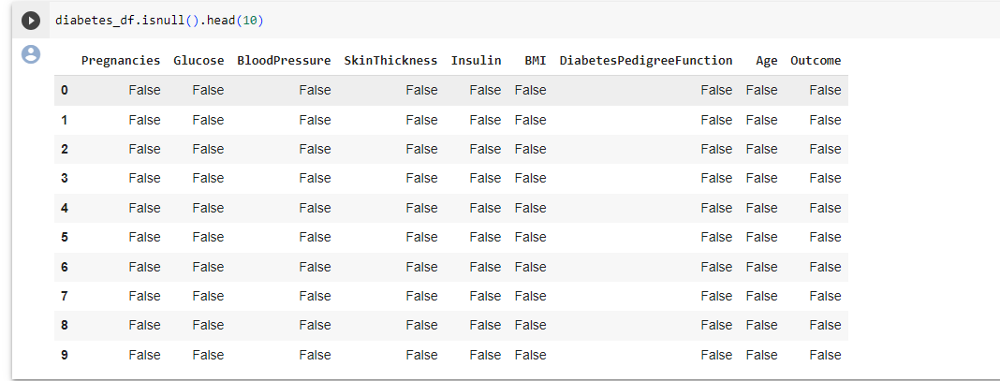 diabetes_df.isnull().head(10)
Pregnancies Glucose BloodPressure SkinThickness Insulin BMI DiabetesPedigreeFunction Age Outcome
0 False False False False False False False False False
1 False False False False False False False False False
2 False False False False False False False False False
3 False False False False False False False False False
4 False False False False False False False False False
5 False False False False False False False False False
6 False False False False False False False False False
7 False False False False False False False False False
8 False False False False False False False False False
9 False False False False False False False False False